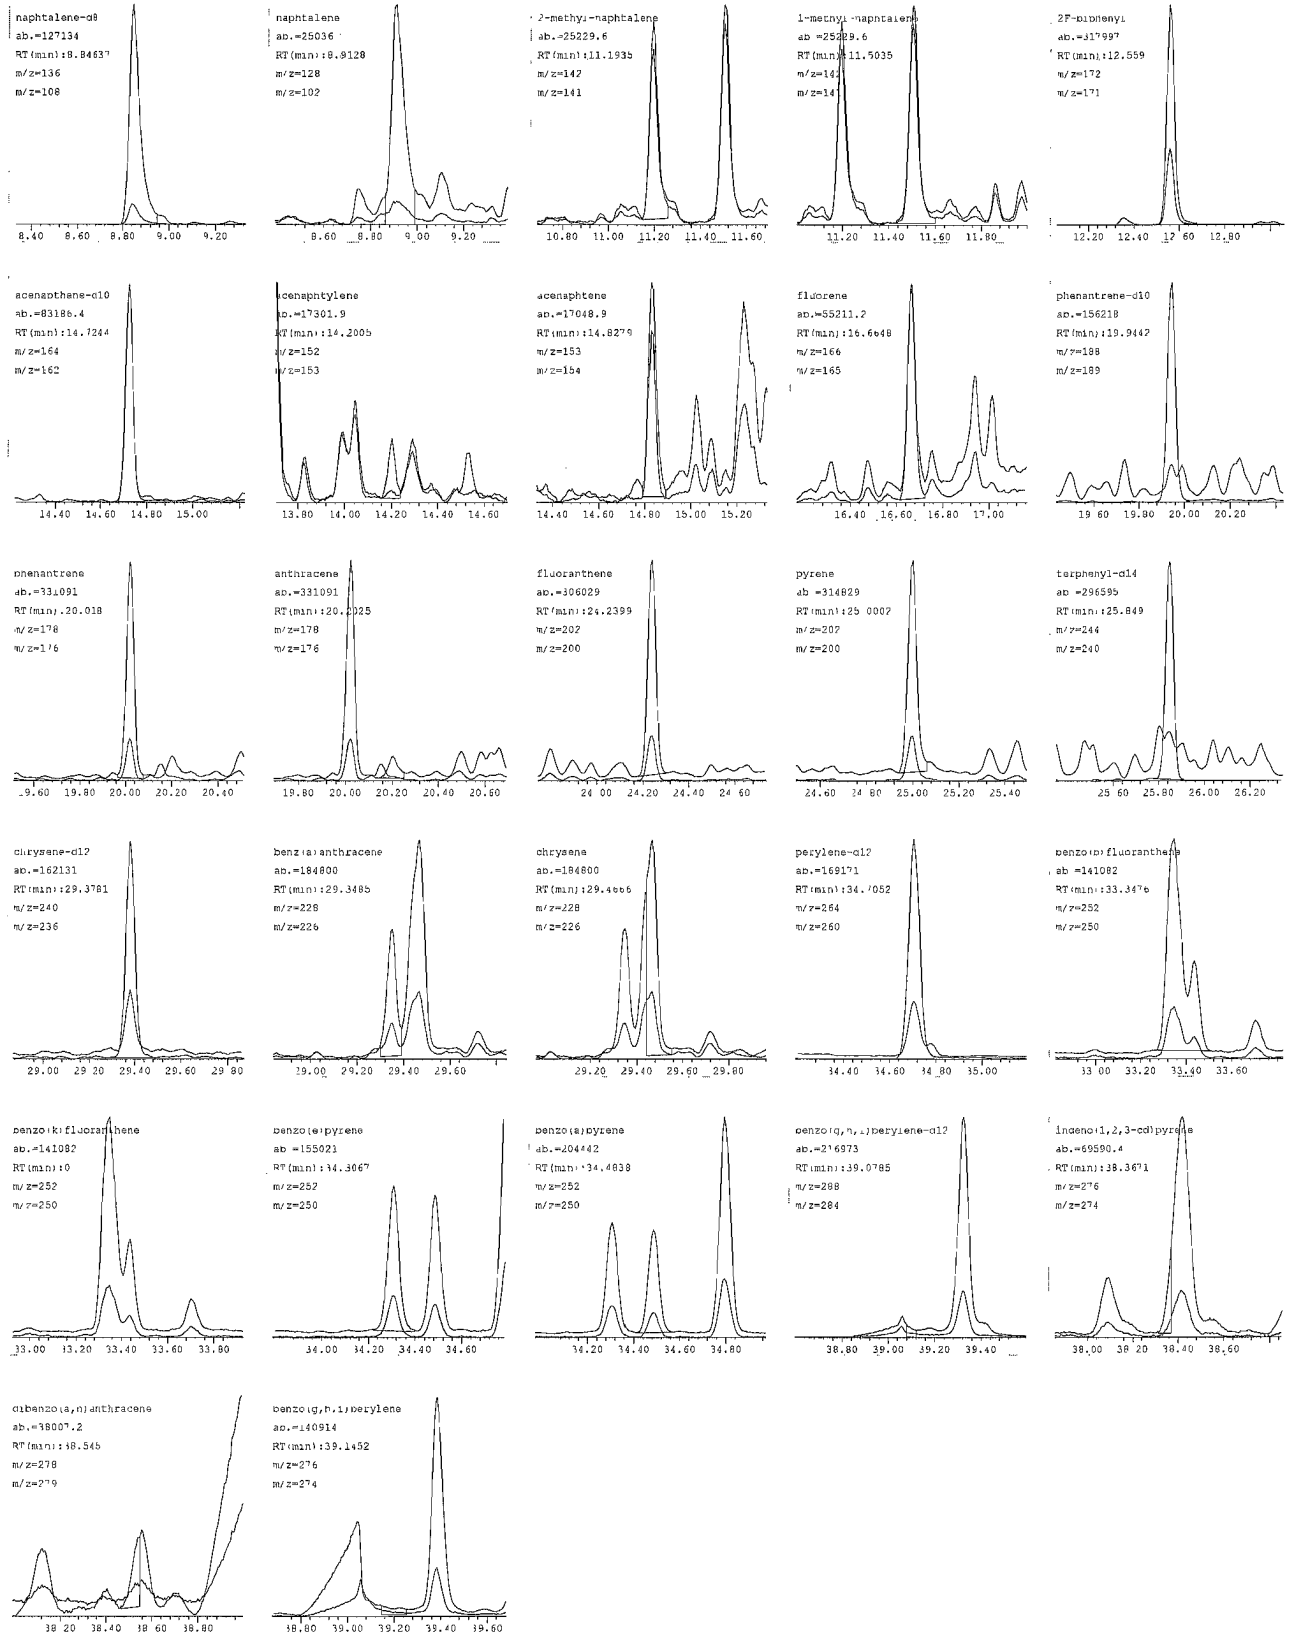 naphtalene-d8
ab.=127134
RT(min):8.84637
m/z=136
m/z=108
8.40 8.60 8.80 9.00 9.20
naphtalene
ab.=25036
RT(min):8.9128
m/z=128
m/z=102
8.60 8.80 9.00 9.20
2-methyl-naphtalene
ab.=25229.6
RT(min):11.1935
m/z=142
m/z=141
10.80 11.00 11.20 11.40 11.60
1-methyl-naphtalene
ab =25229.6
RT(min):11.5035
m/z=142
m/z=141
11.20 11.40 11.60 11.80
2F-biphenyl
ab.=317997
RT(min):12.559
m/z=172
m/z=171
12.20 12.40 12.60 12.80
acenapthene-d10
ab.=83186.4
RT(min):14.7244
m/z=164
m/z=162
14.40 14.60 14.80 15.00
acenaphtylene
ab.=17301.9
RT(min):14.2005
m/z=152
m/z=153
13.80 14.00 14.20 14.40 14.60
acenaphtene
ab.=17048.9
RT(min):14.8279
m/z=153
m/z=154
14.40 14.60 14.80 15.00 15.20
fluorene
ab.=55211.2
RT(min):16.6648
m/z=166
m/z=165
16.40 16.60 16.80 17.00
phenantrene-d10
ab.=156218
RT(min):19.9442
m/z=188
m/z=189
19 60 19.80 20.00 20.20
phenantrene
ab.=331091
RT(min).20.018
m/z=178
m/z=176
19.60 19.80 20.00 20.20 20.40
anthracene
ab.=331091
RT(min):20.2025
m/z=178
m/z=176
19.80 20.00 20.20 20.40 20.60
fluoranthene
ab.=306029
RT(min):24.2399
m/z=202
m/z=200
24 00 24.20 24.40 24 60
pyrene
ab =314829
RT(min):25 0002
m/z=202
m/z=200
24.60 24 80 25.00 25.20 25.40
terphenyl-d14
ab =296595
RT(min):25.849
m/z=244
m/z=240
25 60 25.80 26.00 26.20
chrysene-d12
ab.=162131
RT(min):29.3781
m/z=240
m/z=236
29.00 29.20 29.40 29.60 29.80
benz(a)anthracene
ab.=184800
RT(min):29.3485
m/z=228
m/z=226
29.00 29.20 29.40 29.60
chrysene
ab.=184800
RT(min):29.4666
m/z=228
m/z=226
29.20 29.40 29.60 29.80
perylene-d12
ab.=169171
RT(min):34.7052
m/z=264
m/z=260
34.40 34.60 34.80 35.00
benzo(b)fluoranthene
ab =141082
RT(min):33.3476
m/z=252
m/z=250
33 00 33.20 33.40 33.60
benzo(k)fluoranthene
ab.=141082
RT(min):0
m/z=252
m/z=250
33.00 33.20 33.40 33.60 33.80
benzo(e)pyrene
ab =155021
RT(min):34.3067
m/z=252
m/z=250
34.00 34.20 34.40 34.60
benzo(a)pyrene
ab.=204442
RT(min):34.4838
m/z=252
m/z=250
34.20 34.40 34.60 34.80
benzo(g,h,i)perylene-d12
ab.=216973
RT(min):39.0785
m/z=288
m/z=284
38.80 39.00 39.20 39.40
indeno(1,2,3-cd)pyrene
ab.=69590.4
RT(min):38.3671
m/z=276
m/z=274
38.00 38 20 38.40 38.60
dibenzo(a,h)anthracene
ab.=38007.2
RT(min):38.545
m/z=278
m/z=279
38 20 38.40 38 60 38.80
benzo(g,h,i)perylene
ab.=140914
RT(min):39.1452
m/z=276
m/z=274
38.80 39.00 39.20 39.40 39.60